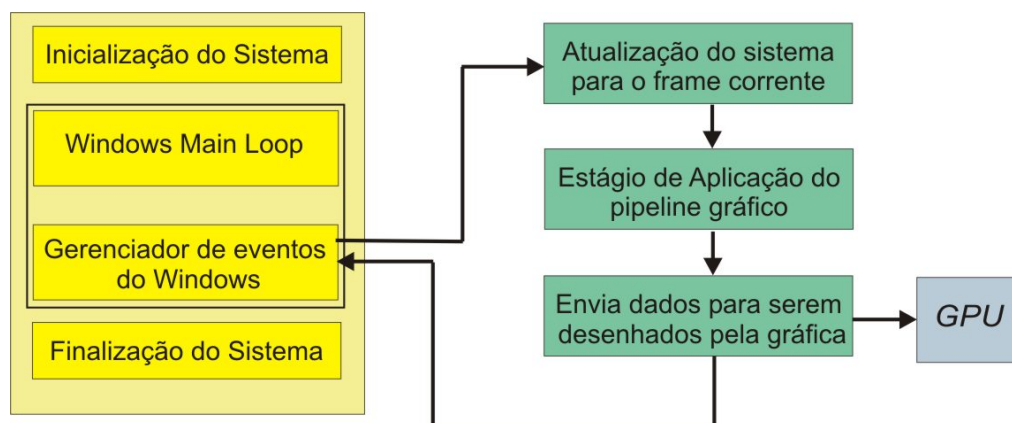 Inicialização do Sistema
Windows Main Loop
Gerenciador de eventos
do Windows
Finalização do Sistema
Atualização do sistema
para o frame corrente
Estágio de Aplicação do
pipeline gráfico
Envia dados para serem
desenhados pela gráfica
GPU